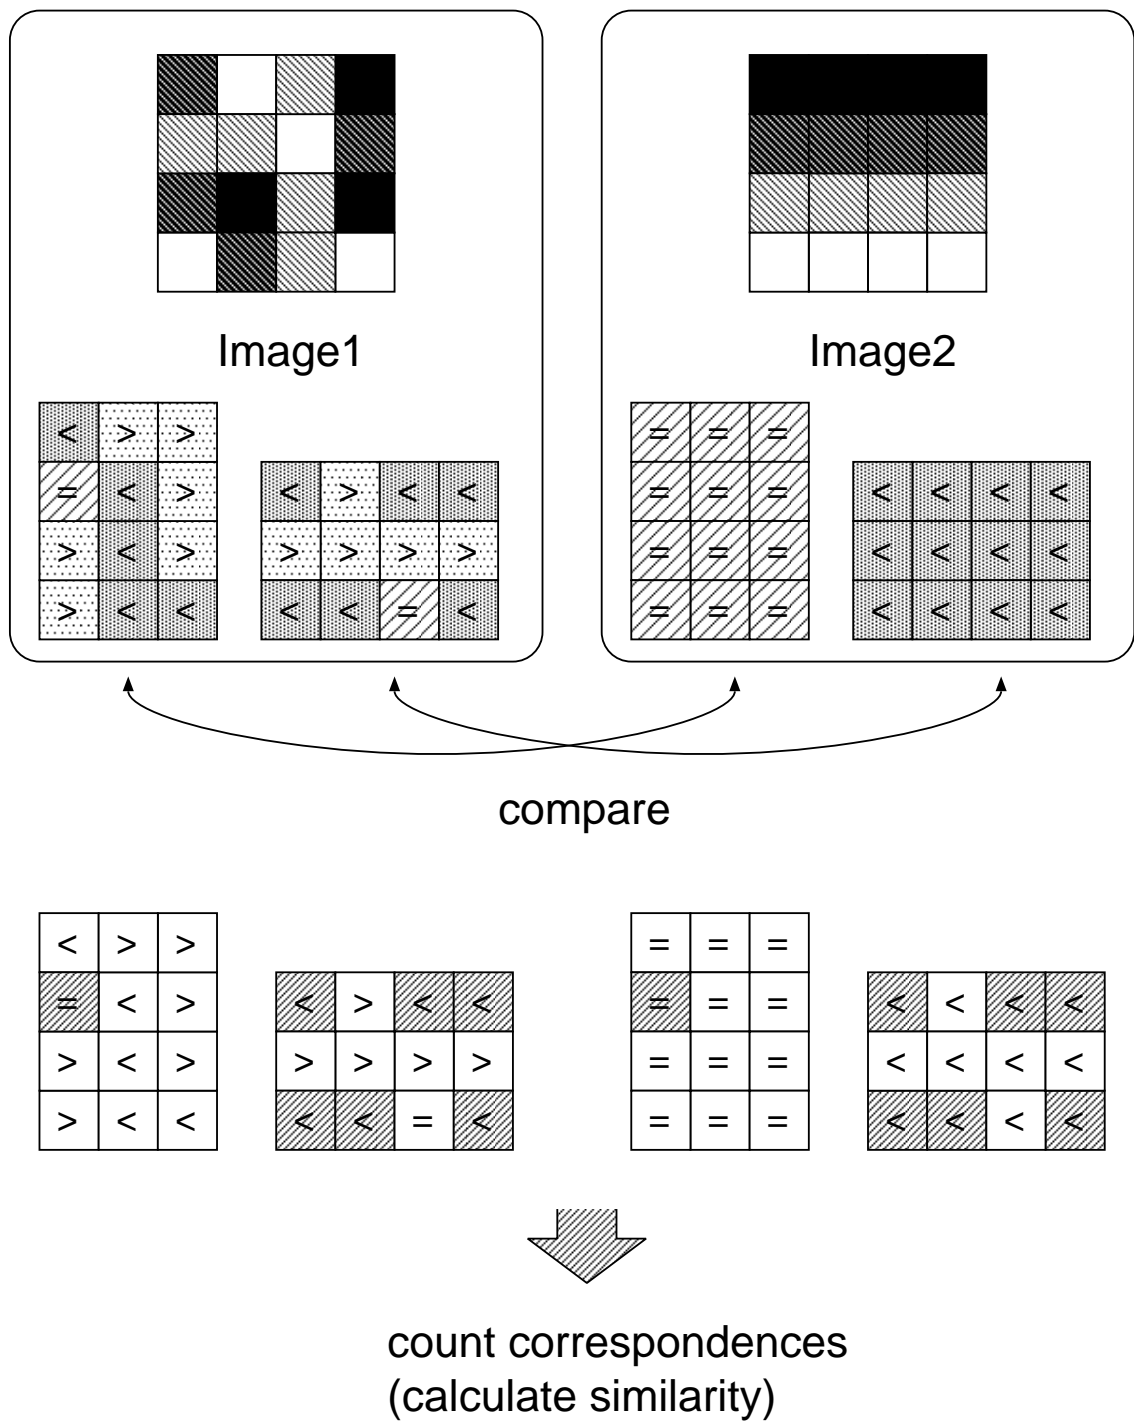 Image1
Image2
< > >
= < >
> < >
> < <
< > < <
> > > >
< < = <
= = =
= = =
= = =
= = =
< < < <
< < < <
< < < <
compare
< > >
= < >
> < >
> < <
< > < <
> > > >
< < = <
= = =
= = =
= = =
= = =
< < < <
< < < <
< < < <
count correspondences
(calculate similarity)